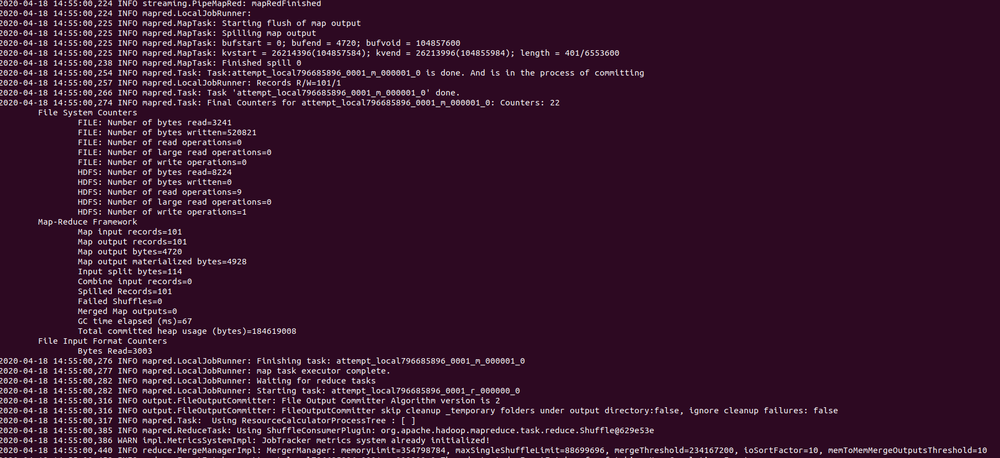 2020-04-18 14:55:00,224 INFO streaming.PipeMapRed: mapRedFinished
2020-04-18 14:55:00,224 INFO mapred.LocalJobRunner:
2020-04-18 14:55:00,225 INFO mapred.MapTask: Starting flush of map output
2020-04-18 14:55:00,225 INFO mapred.MapTask: Spilling map output
2020-04-18 14:55:00,225 INFO mapred.MapTask: bufstart = 0; bufend = 4720; bufvoid = 104857600
2020-04-18 14:55:00,225 INFO mapred.MapTask: kvstart = 26214396(104857584); kvend = 26213996(104855984); length = 401/6553600
2020-04-18 14:55:00,238 INFO mapred.MapTask: Finished spill 0
2020-04-18 14:55:00,254 INFO mapred.Task: Task:attempt_local796685896_0001_m_000001_0 is done. And is in the process of committing
2020-04-18 14:55:00,257 INFO mapred.LocalJobRunner: Records R/W=101/1
2020-04-18 14:55:00,266 INFO mapred.Task: Task 'attempt_local796685896_0001_m_000001_0' done.
2020-04-18 14:55:00,274 INFO mapred.Task: Final Counters for attempt_local796685896_0001_m_000001_0: Counters: 22
File System Counters
FILE: Number of bytes read=3241
FILE: Number of bytes written=520821
FILE: Number of read operations=0
FILE: Number of large read operations=0
FILE: Number of write operations=0
HDFS: Number of bytes read=8224
HDFS: Number of bytes written=0
HDFS: Number of read operations=9
HDFS: Number of large read operations=0
HDFS: Number of write operations=1
Map-Reduce Framework
Map input records=101
Map output records=101
Map output bytes=4720
Map output materialized bytes=4928
Input split bytes=114
Combine input records=0
Spilled Records=101
Failed Shuffles=0
Merged Map outputs=0
GC time elapsed (ms)=67
Total committed heap usage (bytes)=184619008
File Input Format Counters
Bytes Read=3003
2020-04-18 14:55:00,276 INFO mapred.LocalJobRunner: Finishing task: attempt_local796685896_0001_m_000001_0
2020-04-18 14:55:00,277 INFO mapred.LocalJobRunner: map task executor complete.
2020-04-18 14:55:00,282 INFO mapred.LocalJobRunner: Waiting for reduce tasks
2020-04-18 14:55:00,282 INFO mapred.LocalJobRunner: Starting task: attempt_local796685896_0001_r_000000_0
2020-04-18 14:55:00,316 INFO output.FileOutputCommitter: File Output Committer Algorithm version is 2
2020-04-18 14:55:00,316 INFO output.FileOutputCommitter: FileOutputCommitter skip cleanup _temporary folders under output directory:false, ignore cleanup failures: false
2020-04-18 14:55:00,317 INFO mapred.Task:  Using ResourceCalculatorProcessTree : [ ]
2020-04-18 14:55:00,385 INFO mapred.ReduceTask: Using ShuffleConsumerPlugin: org.apache.hadoop.mapreduce.task.reduce.Shuffle@629e53e
2020-04-18 14:55:00,386 WARN impl.MetricsSystemImpl: JobTracker metrics system already initialized!
2020-04-18 14:55:00,440 INFO reduce.MergeManagerImpl: MergerManager: memoryLimit=354798784, maxSingleShuffleLimit=88699696, mergeThreshold=234167200, ioSortFactor=10, memToMemMergeOutputsThreshold=10